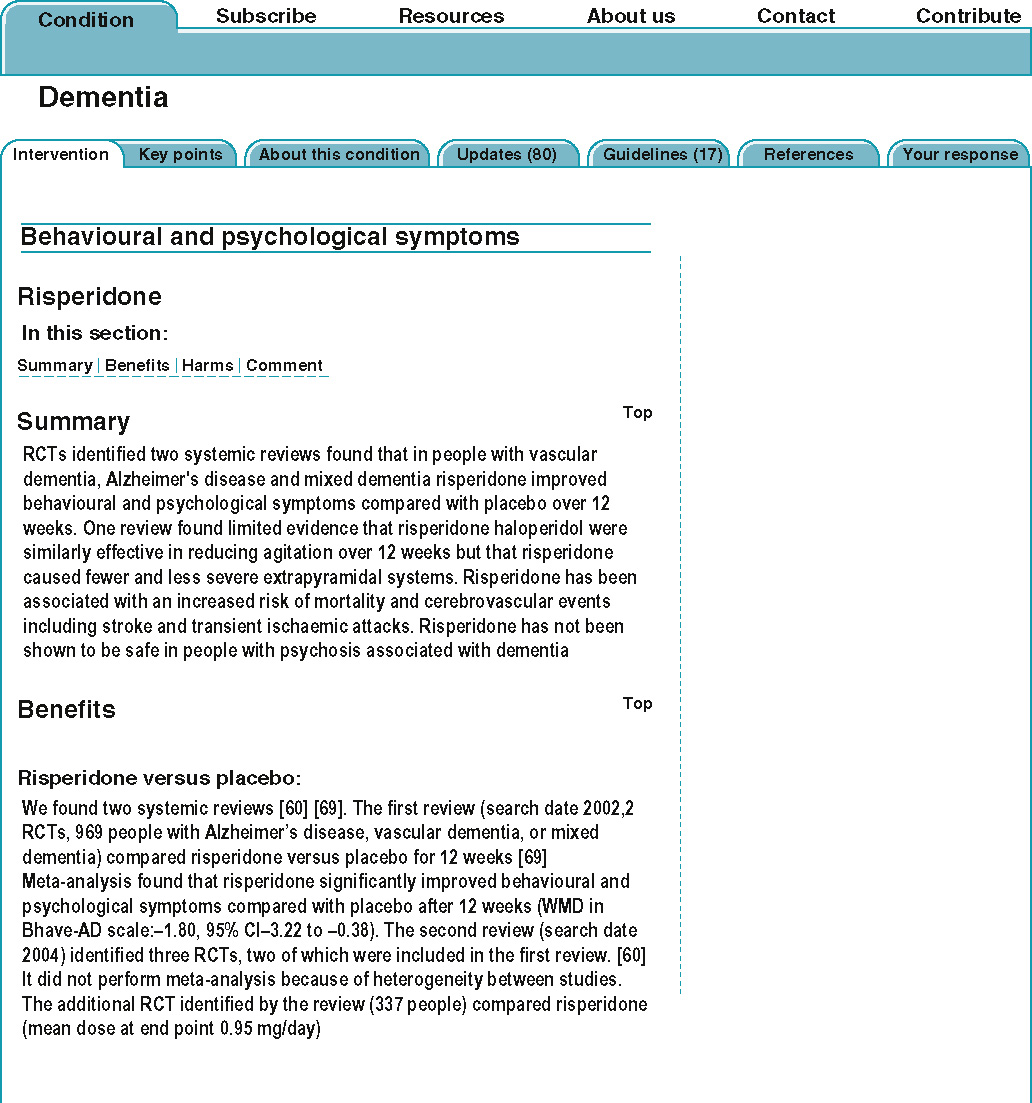 Condition Subscribe Resources About us Contact Contribute
Dementia
Intervention Key points About this condition Updates (80) Guidelines (17) References Your response
Behavioural and psychological symptoms
Risperidone
In this section:
Summary | Benefits | Harms | Comment
Top
Summary
RCTs identified two systemic reviews found that in people with vascular
dementia, Alzheimer's disease and mixed dementia risperidone improved
behavioural and psychological symptoms compared with placebo over 12
weeks. One review found limited evidence that risperidone haloperidol were
similarly effective in reducing agitation over 12 weeks but that risperidone
caused fewer and less severe extrapyramidal systems. Risperidone has been
associated with an increased risk of mortality and cerebrovascular events
including stroke and transient ischaemic attacks. Risperidone has not been
shown to be safe in people with psychosis associated with dementia
Top
Benefits
Risperidone versus placebo:
We found two systemic reviews [60] [69]. The first review (search date 2002,2
RCTs, 969 people with Alzheimer’s disease, vascular dementia, or mixed
dementia) compared risperidone versus placebo for 12 weeks [69]
Meta-analysis found that risperidone significantly improved behavioural and
psychological symptoms compared with placebo after 12 weeks (WMD in
Bhave-AD scale:–1.80, 95% CI–3.22 to –0.38). The second review (search date
2004) identified three RCTs, two of which were included in the first review. [60]
It did not perform meta-analysis because of heterogeneity between studies.
The additional RCT identified by the review (337 people) compared risperidone
(mean dose at end point 0.95 mg/day)